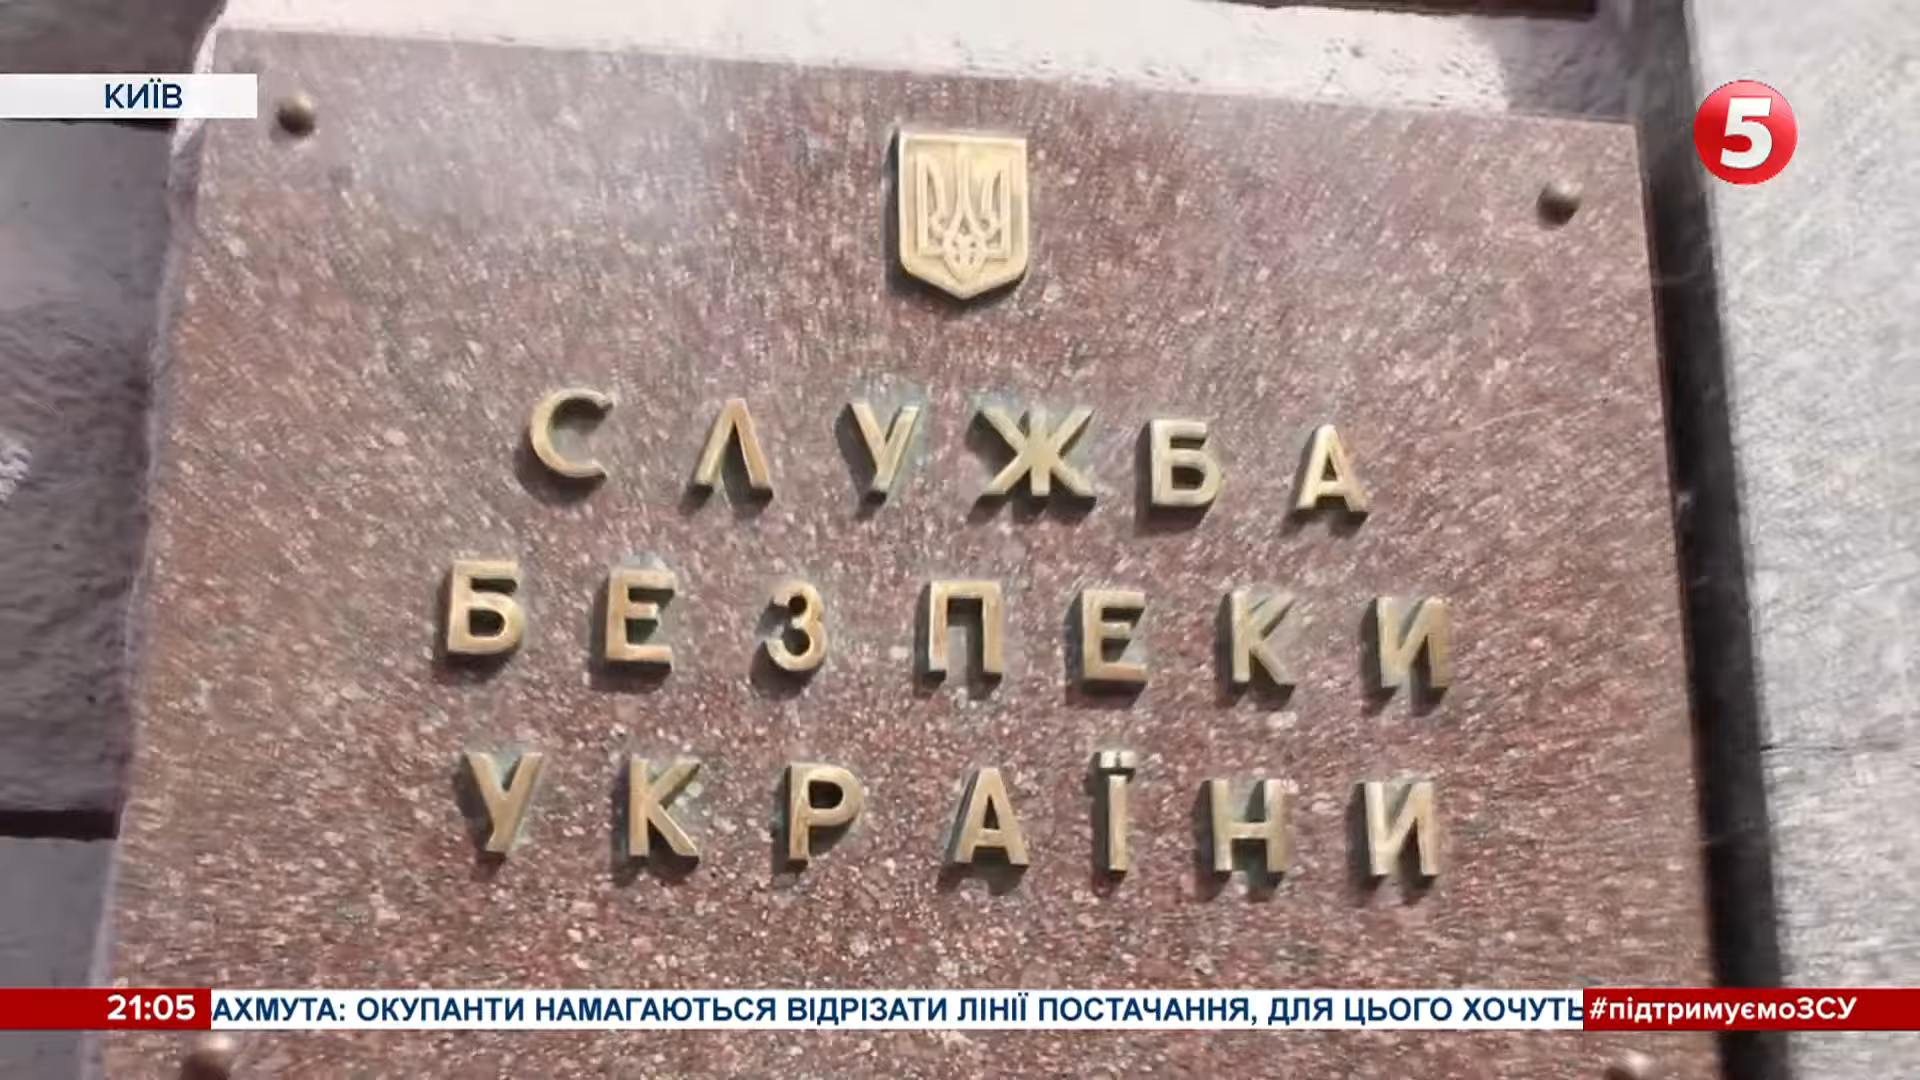 КИЇВ
5
СЛУЖБА
БЕЗПЕКИ
УКРАЇНИ
21:05
АХМУТА: ОКУПАНТИ НАМАГАЮТЬСЯ ВІДРІЗАТИ ЛІНІЇ ПОСТАЧАННЯ, ДЛЯ ЦЬОГО ХОЧУТЬ
#підтримуємоЗСУ